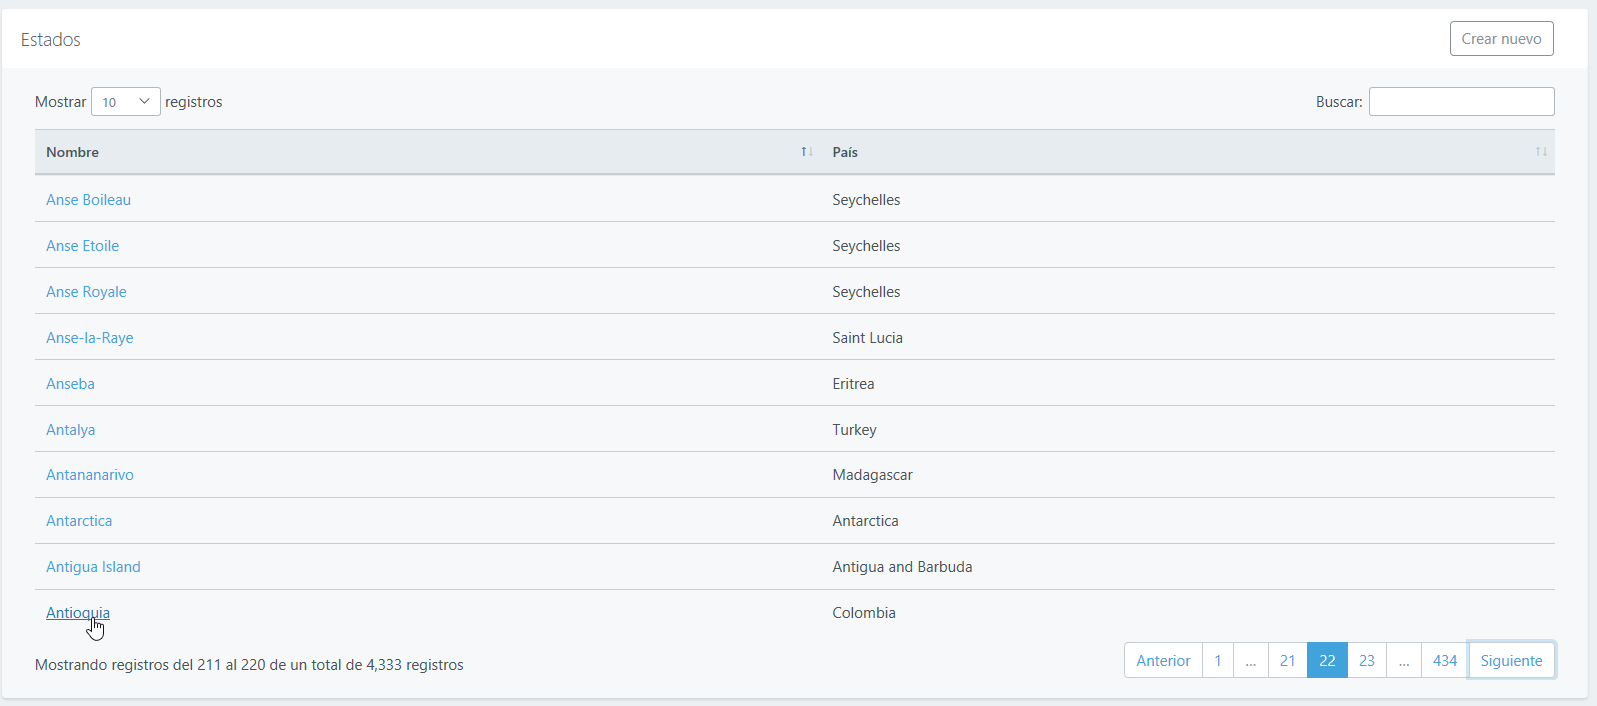 Estados
Crear nuevo
Mostrar 10 registros
Buscar:
Nombre País
Anse Boileau Seychelles
Anse Etoile Seychelles
Anse Royale Seychelles
Anse-la-Raye Saint Lucia
Anseba Eritrea
Antalya Turkey
Antananarivo Madagascar
Antarctica Antarctica
Antigua Island Antigua and Barbuda
Antioquia Colombia
Mostrando registros del 211 al 220 de un total de 4,333 registros
Anterior 1 ... 21 22 23 ... 434 Siguiente